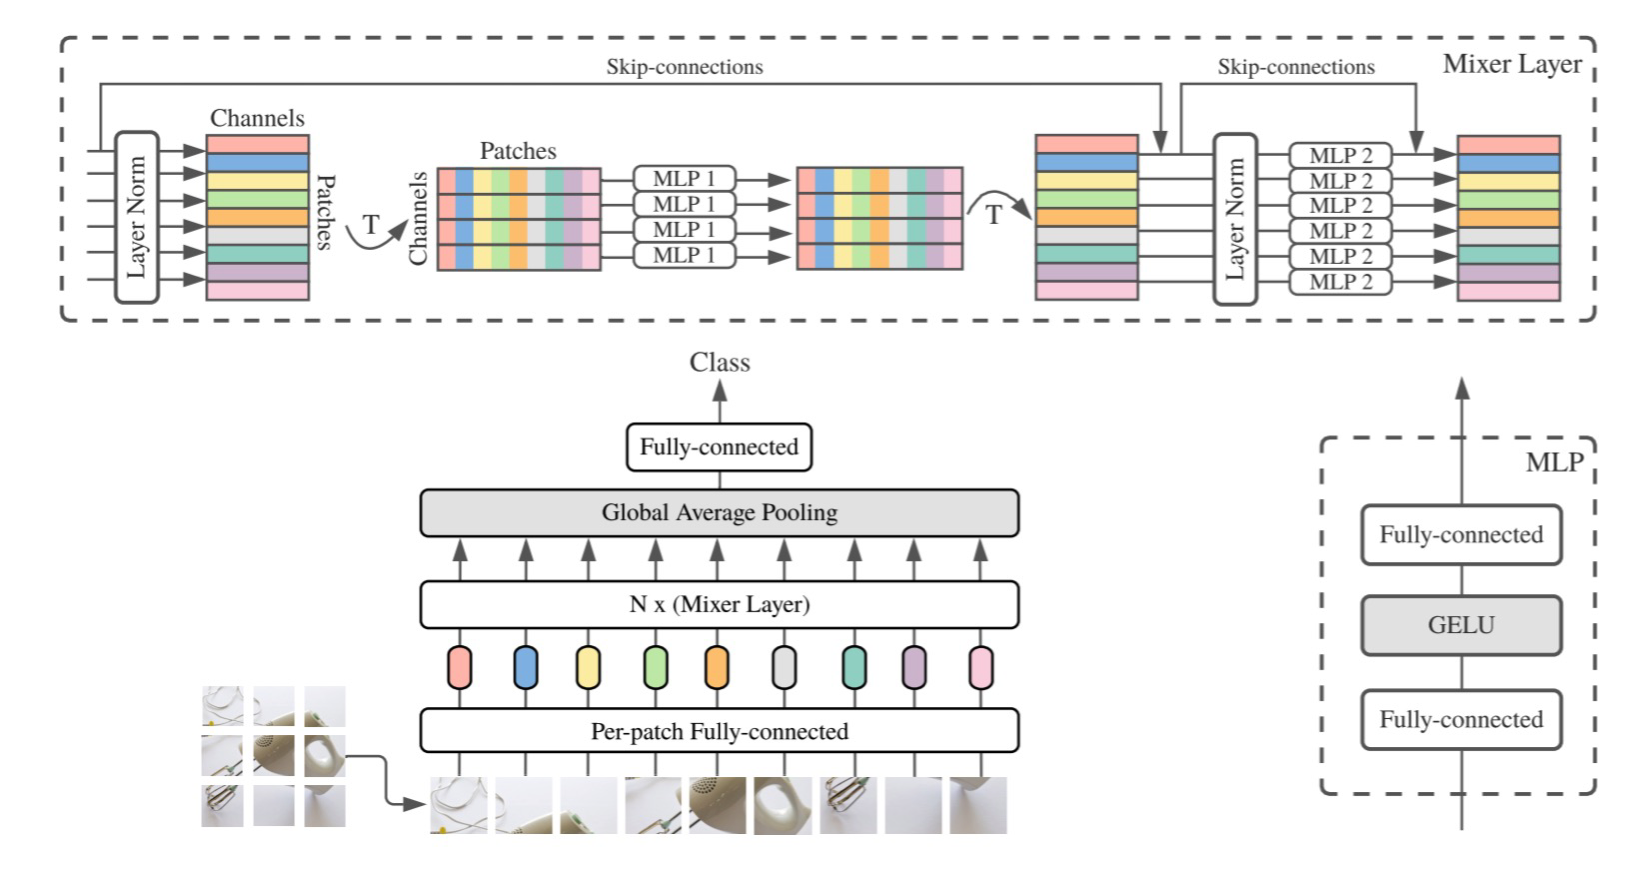 Skip-connections
Skip-connections
Mixer Layer
Channels
Layer Norm
Patches
T
Patches
Channels
MLP 1
MLP 1
MLP 1
MLP 1
T
Layer Norm
MLP 2
MLP 2
MLP 2
MLP 2
MLP 2
MLP 2
Class
Fully-connected
Global Average Pooling
N x (Mixer Layer)
Per-patch Fully-connected
MLP
Fully-connected
GELU
Fully-connected